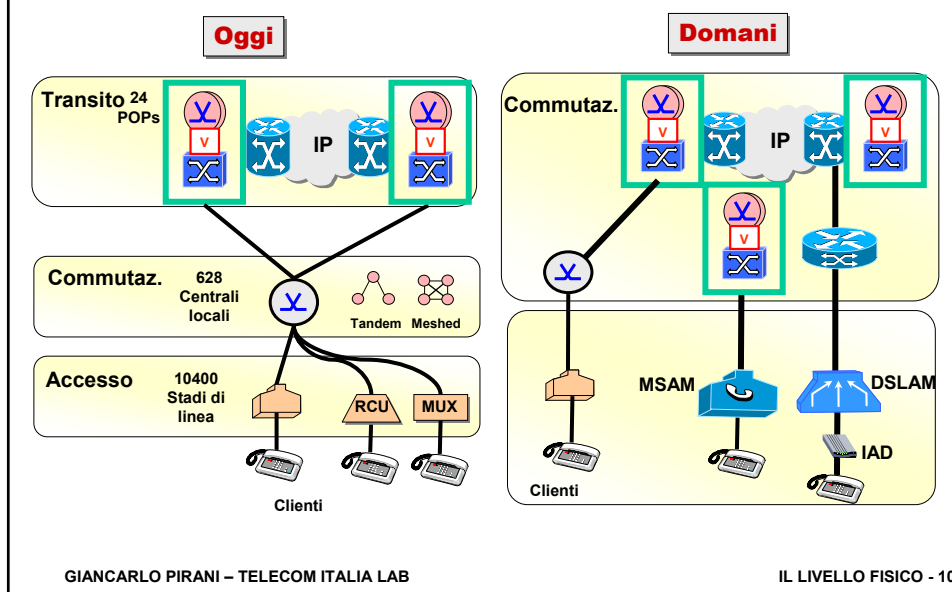 Oggi
Domani
Transito 24
POPs
V
IP
V
Commutaz. 628
Centrali
locali
Tandem Meshed
Accesso 10400
Stadi di
linea
RCU
MUX
Clienti
Commutaz.
V
IP
V
V
MSAM
DSLAM
IAD
Clienti
GIANCARLO PIRANI – TELECOM ITALIA LAB
IL LIVELLO FISICO - 10